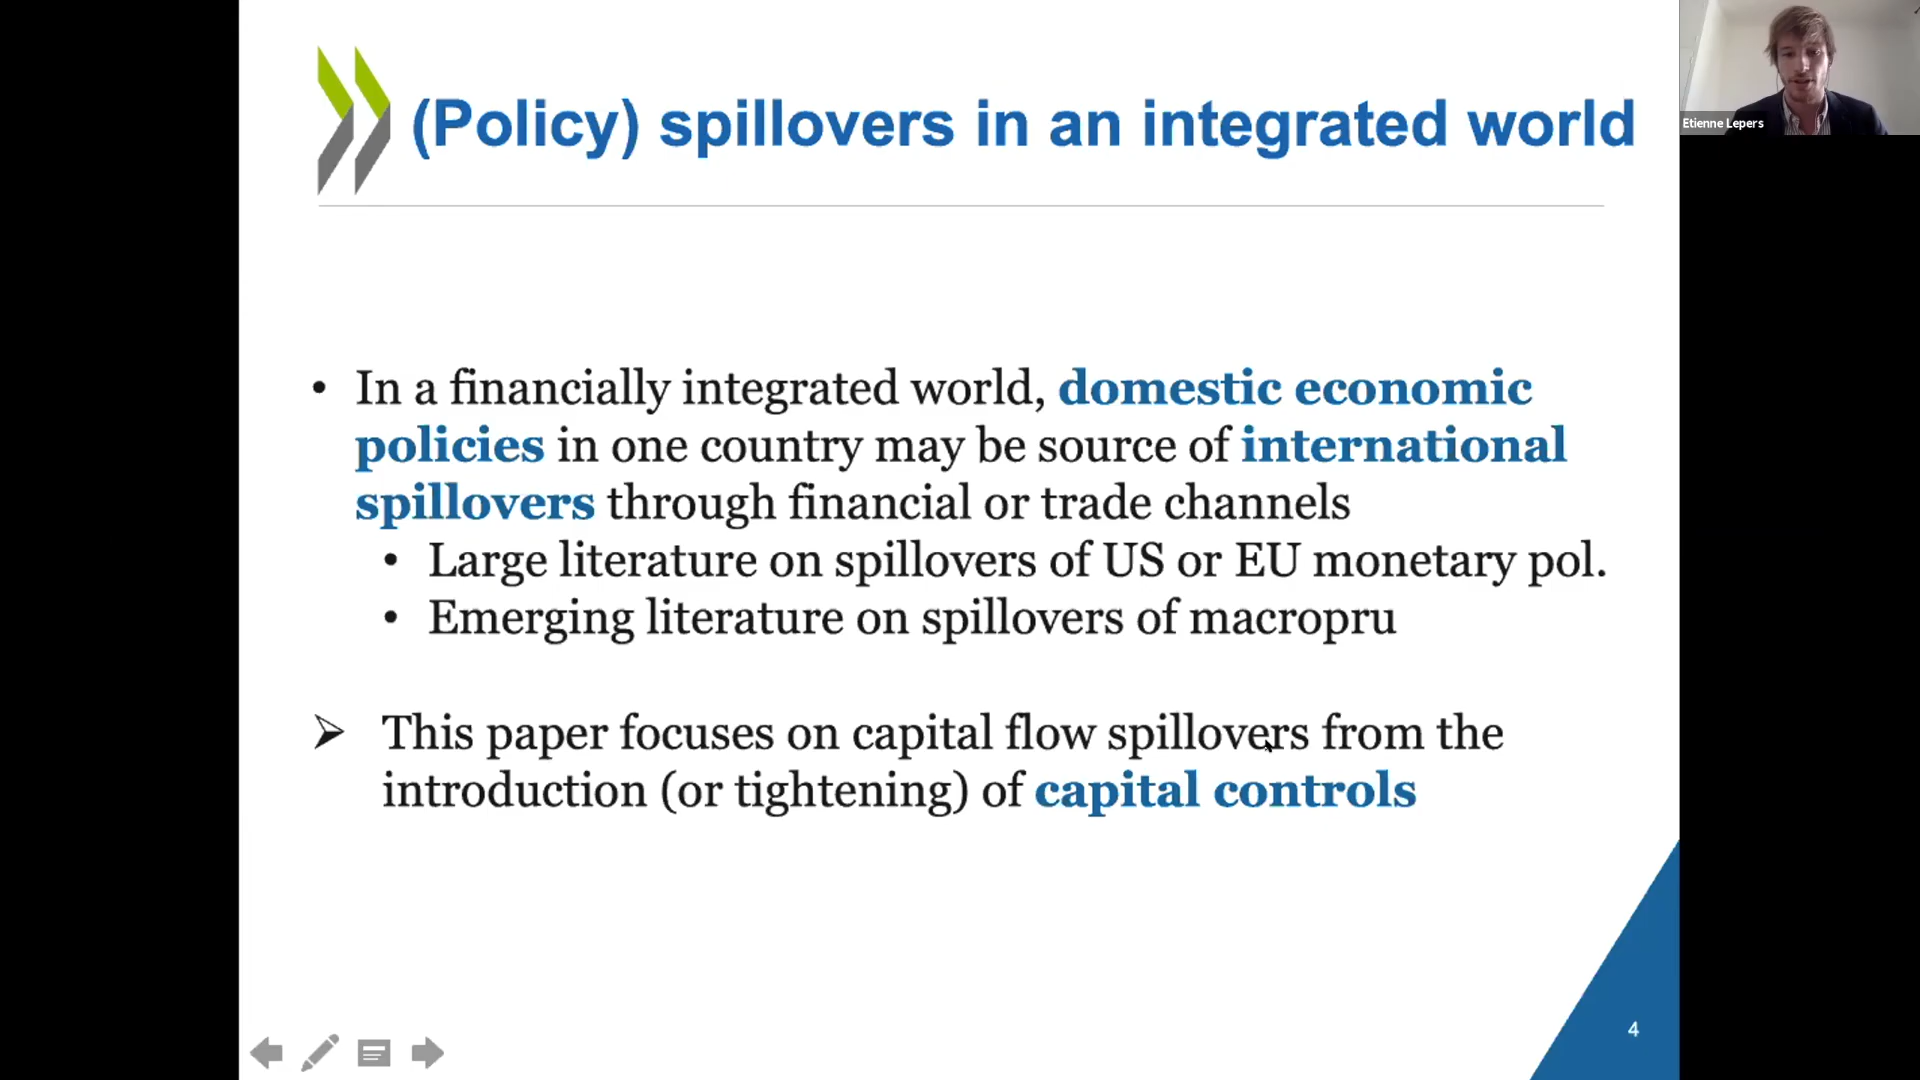 (Policy) spillovers in an integrated world
Etienne Lepers
• In a financially integrated world, domestic economic
policies in one country may be source of international
spillovers through financial or trade channels
• Large literature on spillovers of US or EU monetary pol.
• Emerging literature on spillovers of macropru
➢ This paper focuses on capital flow spillovers from the
introduction (or tightening) of capital controls
4